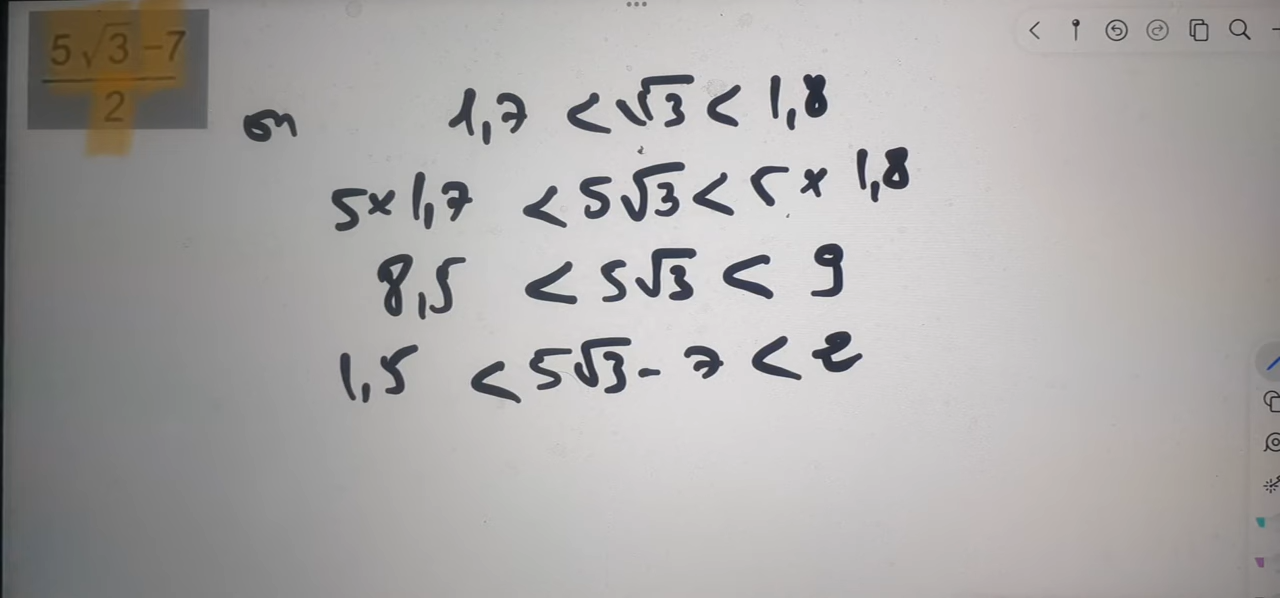 5√3-7
2
on 1,7 < √3 < 1,8
5×1,7 < 5√3 < 5×1,8
8,5 < 5√3 < 9
1,5 < 5√3-7 < 2